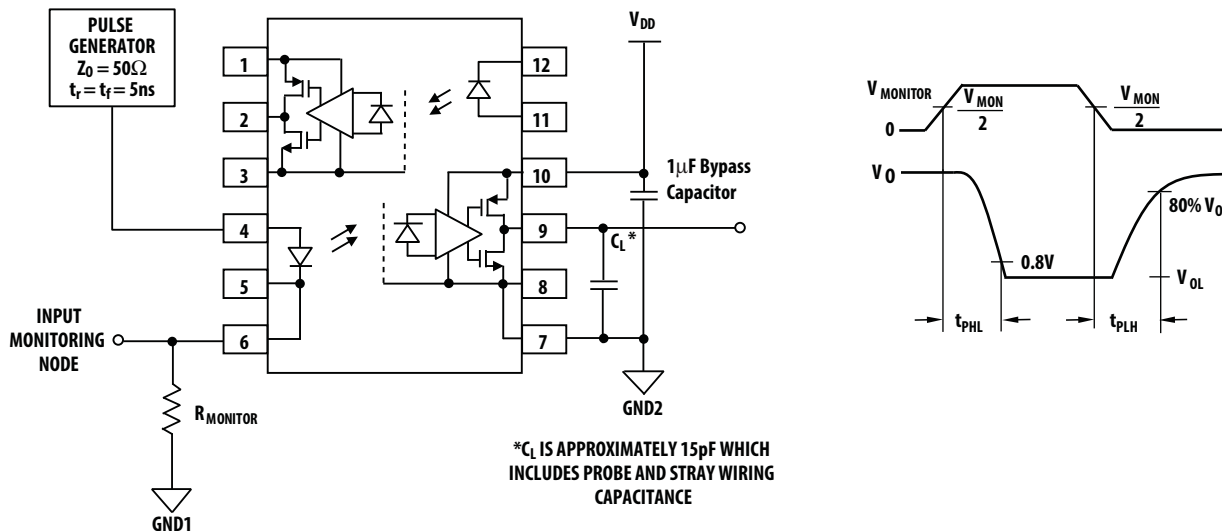 PULSE
GENERATOR
Z0 = 50Ω
tr = tf = 5ns
1
2
3
4
5
6
12
11
10
9
8
7
VDD
1μF Bypass
Capacitor
CL*
INPUT
MONITORING
NODE
RMONITOR
GND1
GND2
*CL IS APPROXIMATELY 15pF WHICH
INCLUDES PROBE AND STRAY WIRING
CAPACITANCE
VMONITOR
0
VMON
2
VMON
2
VO
80% VO
0.8V
VOL
tPHL
tPLH